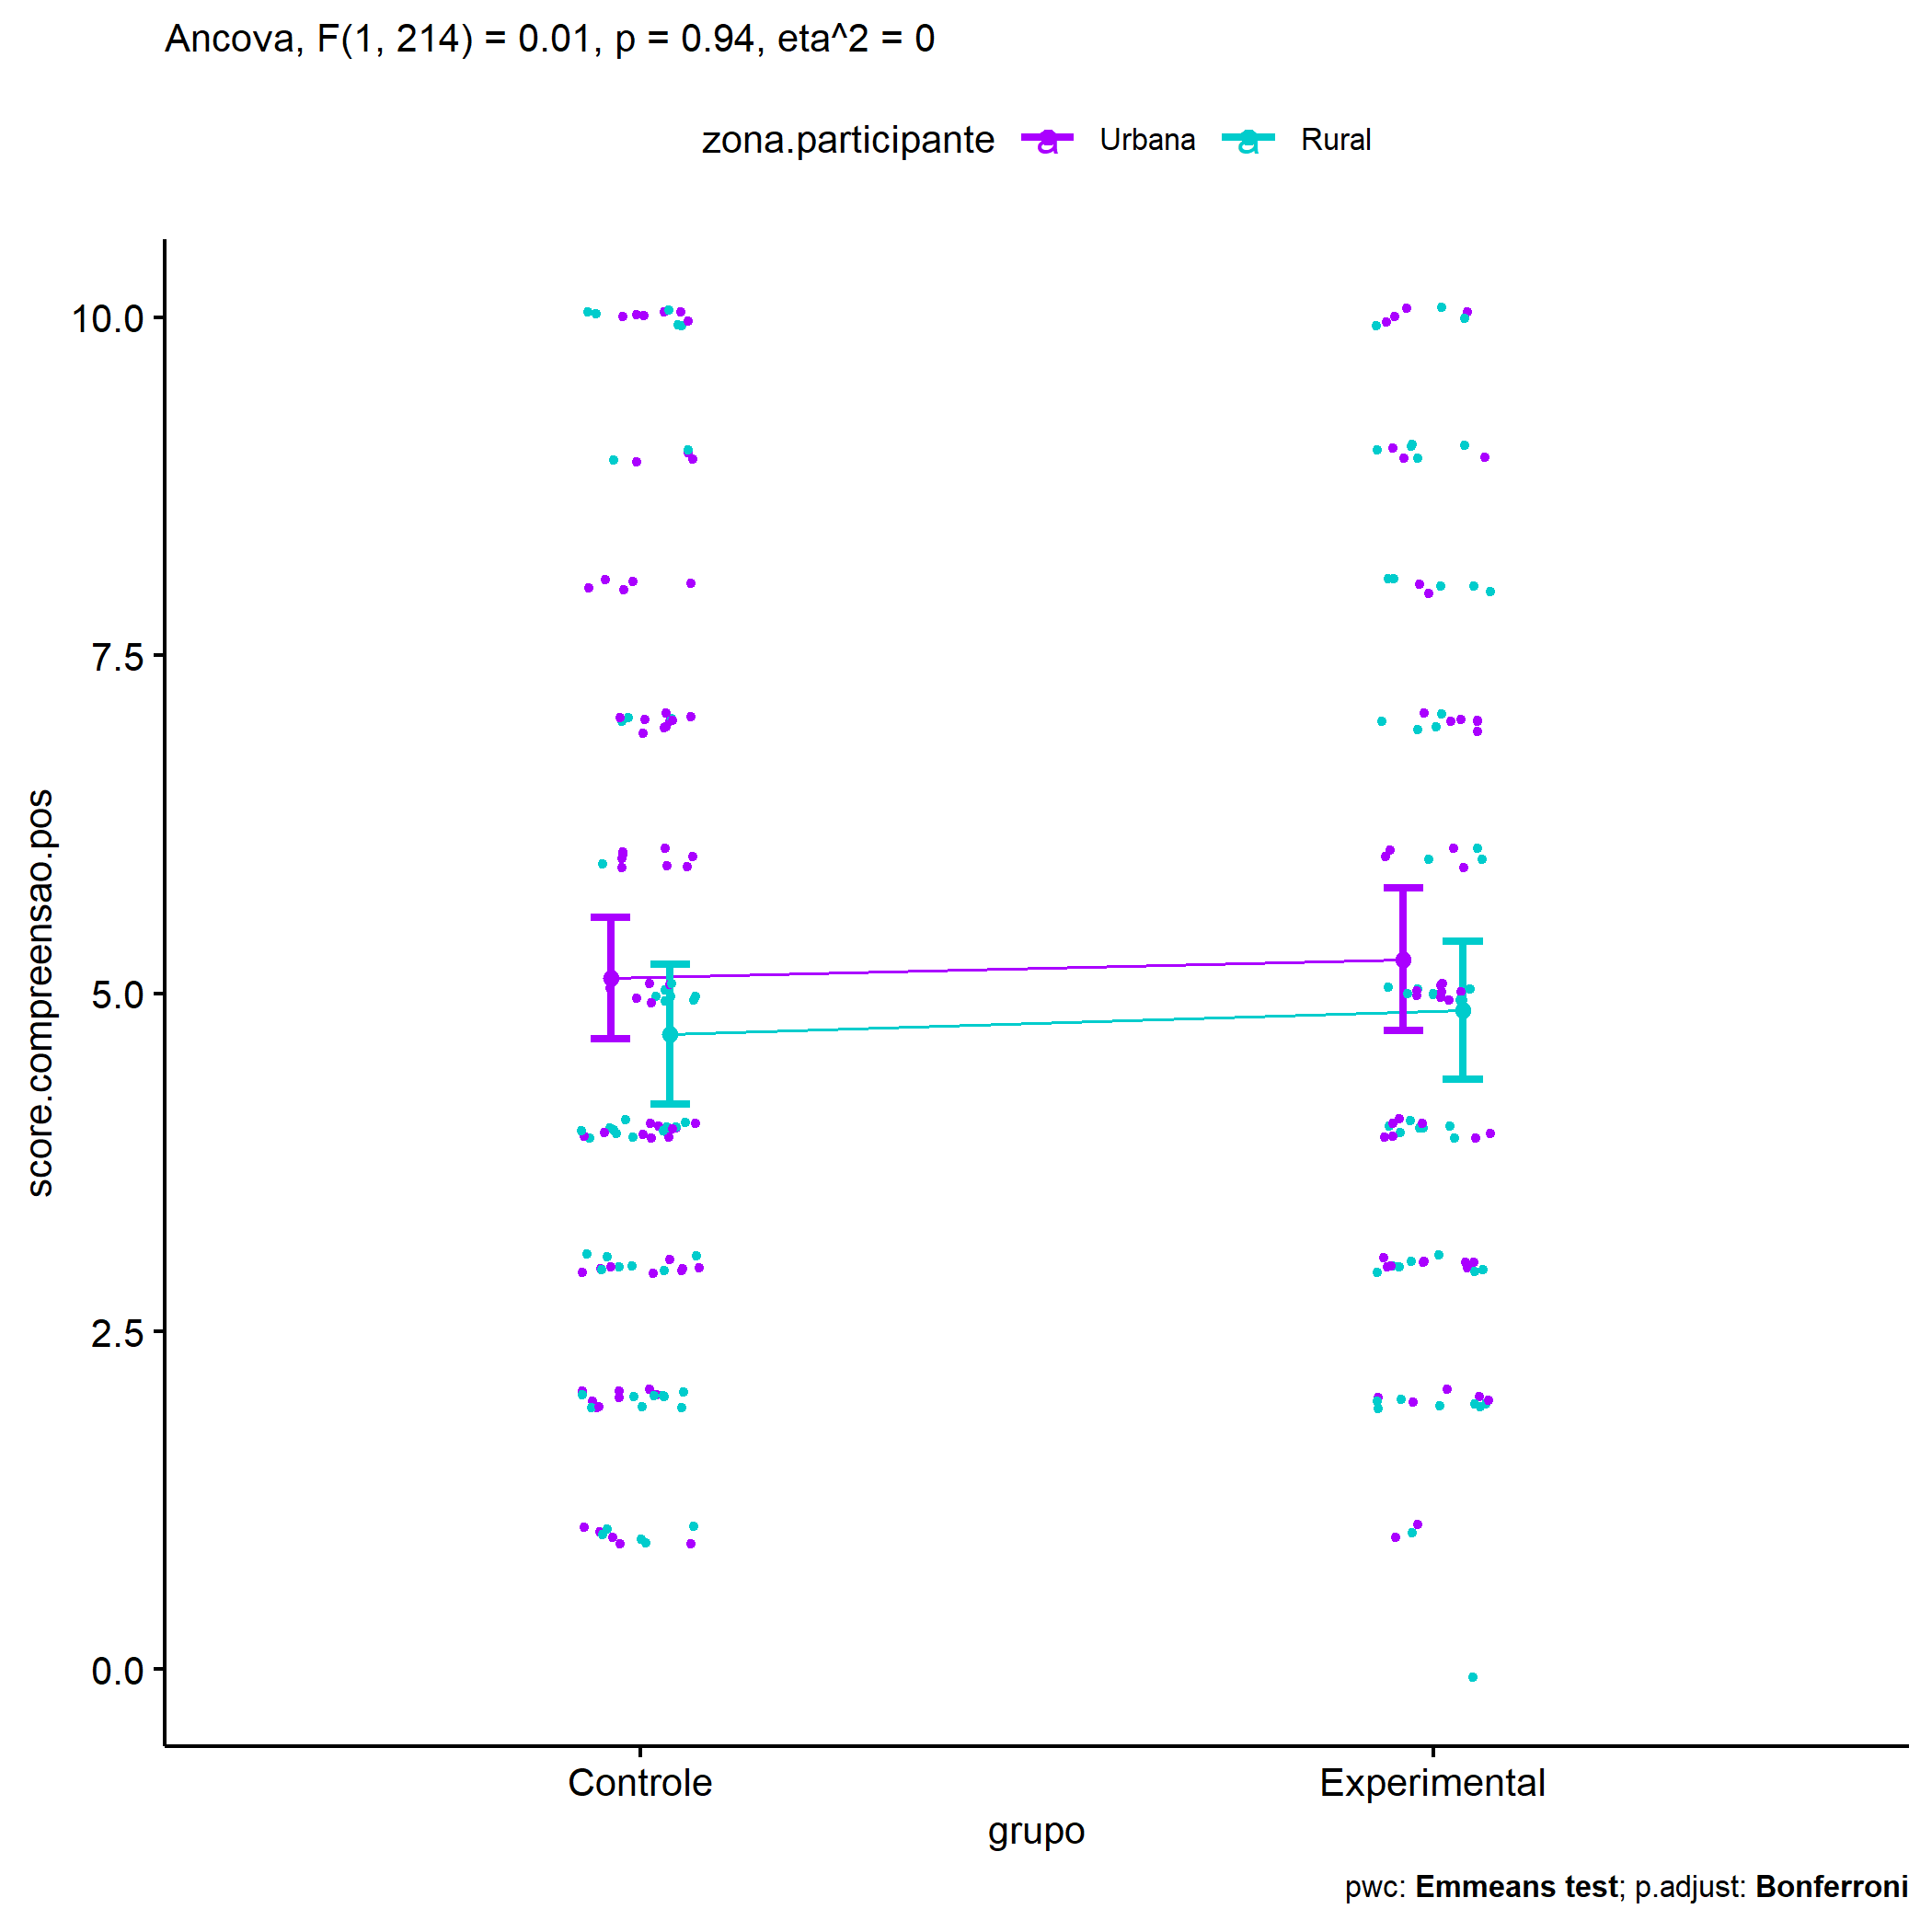 Ancova, F(1, 214) = 0.01, p = 0.94, eta^2 = 0
zona.participante a Urbana a Rural
10.0
7.5
5.0
2.5
0.0
score.compreensao.pos
Controle Experimental
grupo
pwc: Emmeans test; p.adjust: Bonferroni